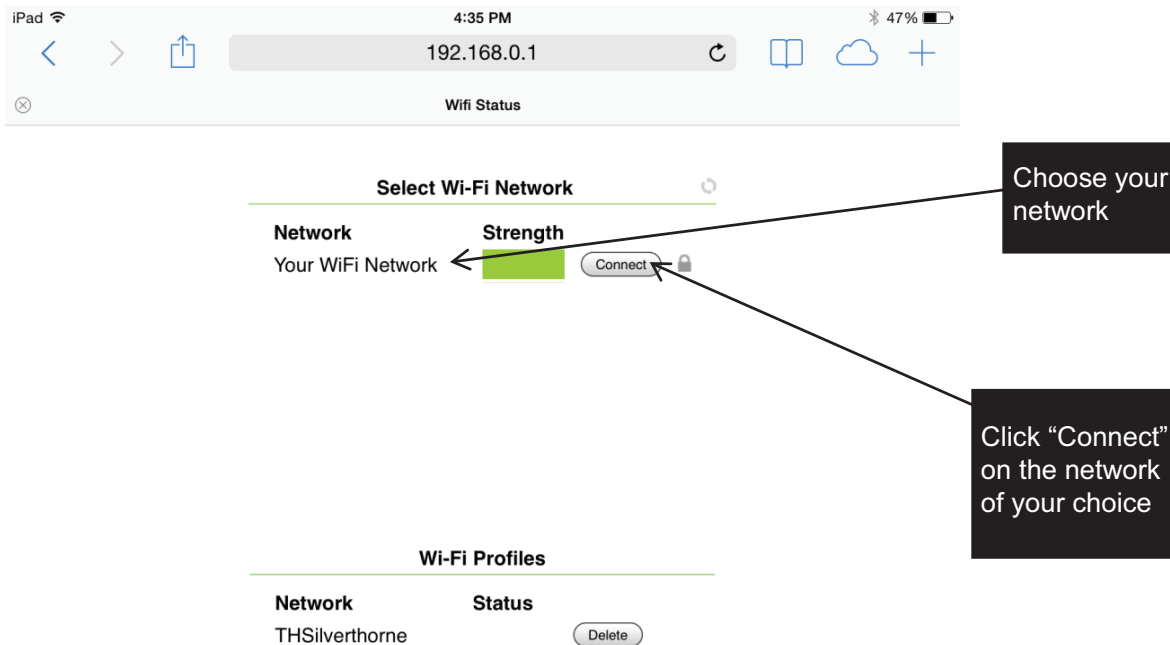 iPad 4:35 PM 47%
192.168.0.1
Wifi Status
Select Wi-Fi Network
Network Strength
Your WiFi Network Connect
Choose your
network
Click “Connect”
on the network
of your choice
Wi-Fi Profiles
Network Status
THSilverthorne Delete